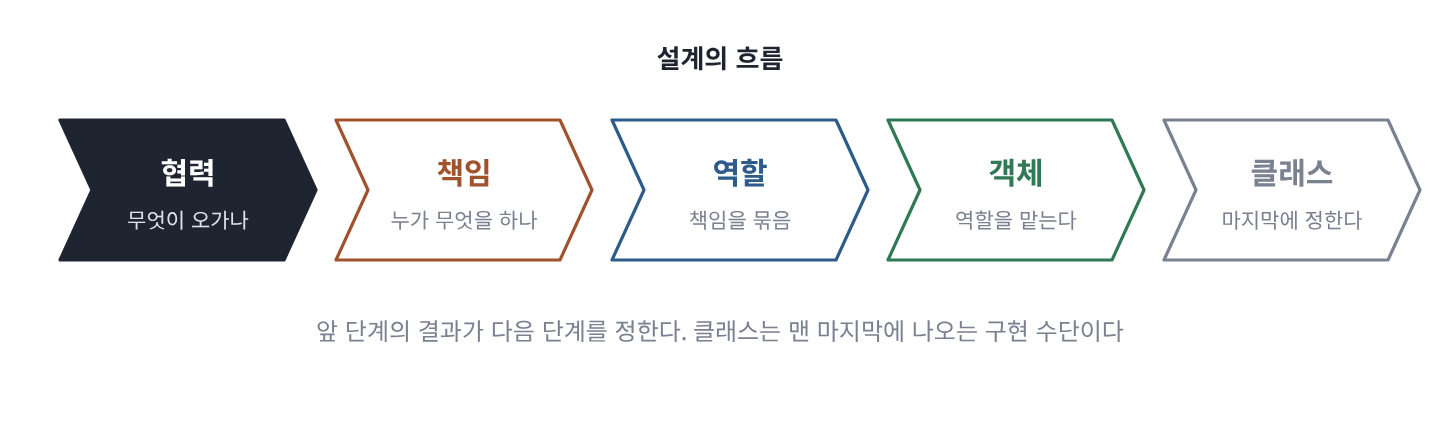 설계의 흐름
협력
무엇이 오가나
책임
누가 무엇을 하나
역할
책임을 묶음
객체
역할을 맡는다
클래스
마지막에 정한다
앞 단계의 결과가 다음 단계를 정한다. 클래스는 맨 마지막에 나오는 구현 수단이다